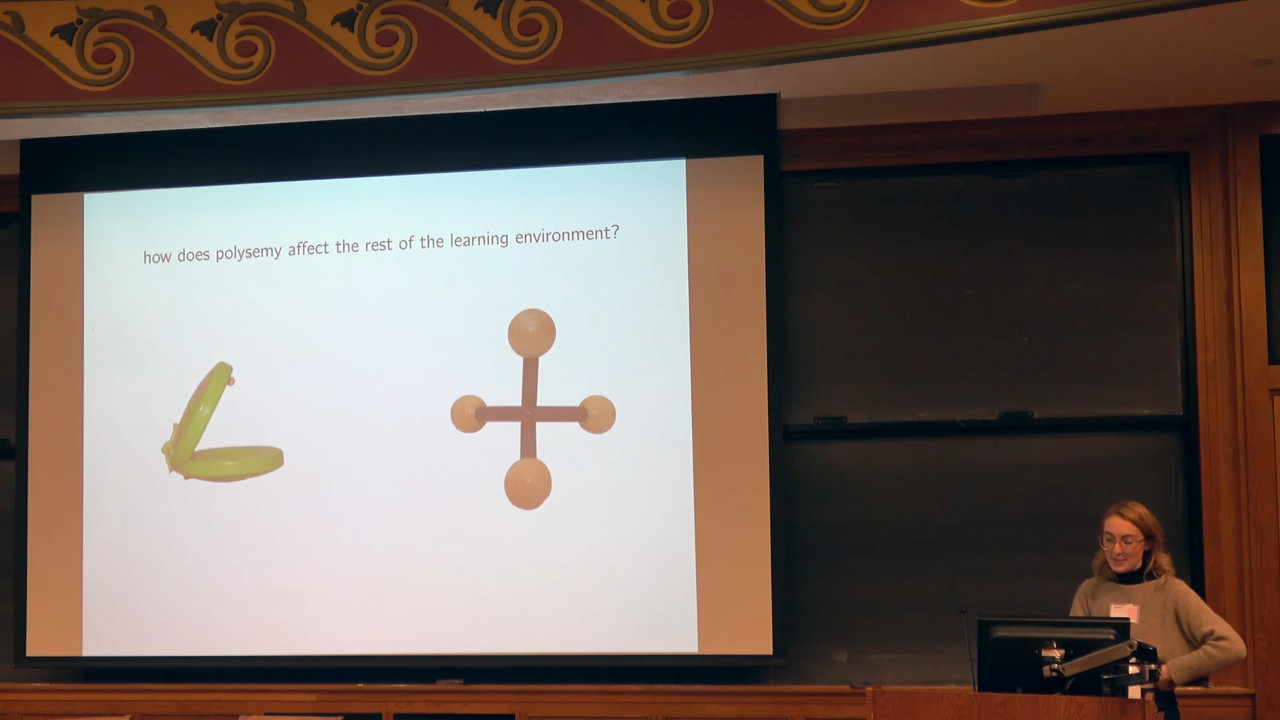 how does polysemy affect the rest of the learning environment?